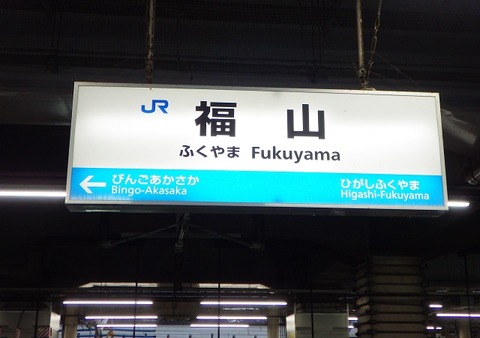 JR 福山
ふくやま Fukuyama
← びんごあかさか ひがしふくやま
Bingo-Akasaka Higashi-Fukuyama